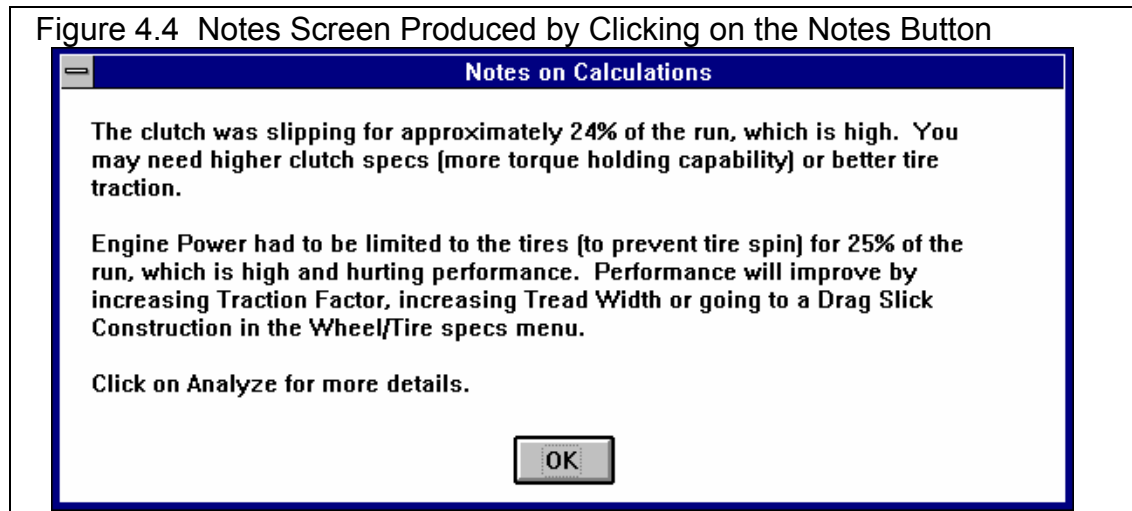 Figure 4.4  Notes Screen Produced by Clicking on the Notes Button
Notes on Calculations
The clutch was slipping for approximately 24% of the run, which is high.  You
may need higher clutch specs (more torque holding capability) or better tire
traction.
Engine Power had to be limited to the tires (to prevent tire spin) for 25% of the
run, which is high and hurting performance.  Performance will improve by
increasing Traction Factor, increasing Tread Width or going to a Drag Slick
Construction in the Wheel/Tire specs menu.
Click on Analyze for more details.
OK